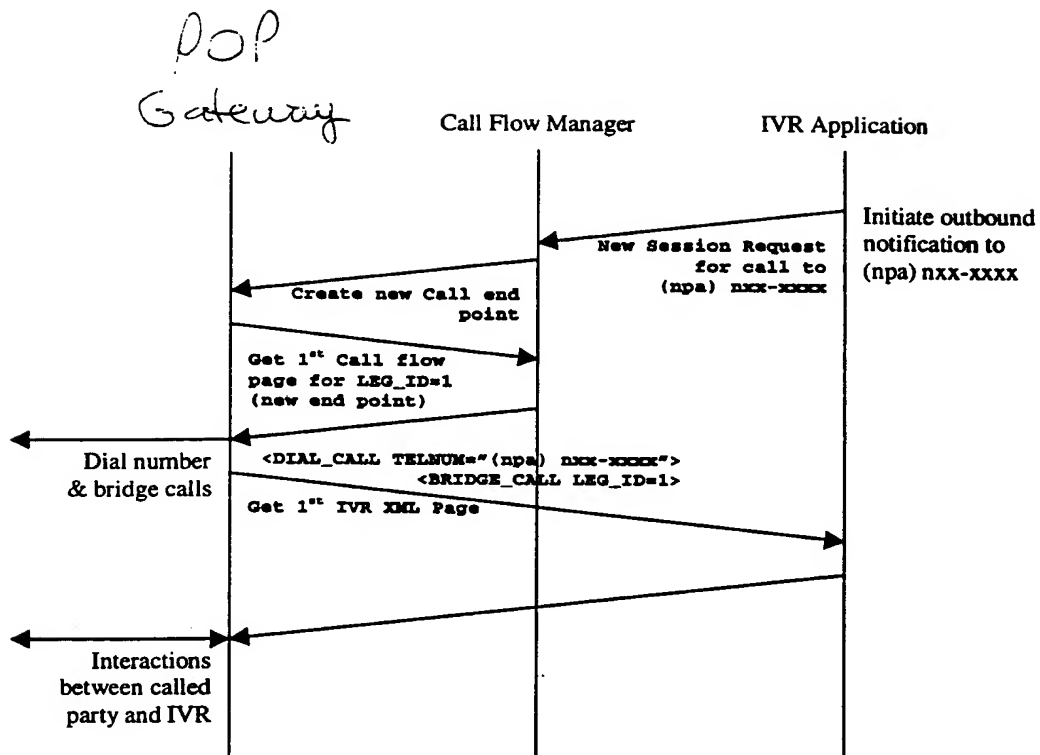 POP
Gateway
Call Flow Manager
IVR Application
Initiate outbound
notification to
(npa) nxx-xxxx
New Session Request
for call to
(npa) nxx-xxxx
Create new Call end
point
Get 1st Call flow
page for LEG_ID=1
(new end point)
Dial number
& bridge calls
<DIAL_CALL TELNUM="(npa) nxx-xxxx">
<BRIDGE_CALL LEG_ID=1>
Get 1st IVR XML Page
Interactions
between called
party and IVR